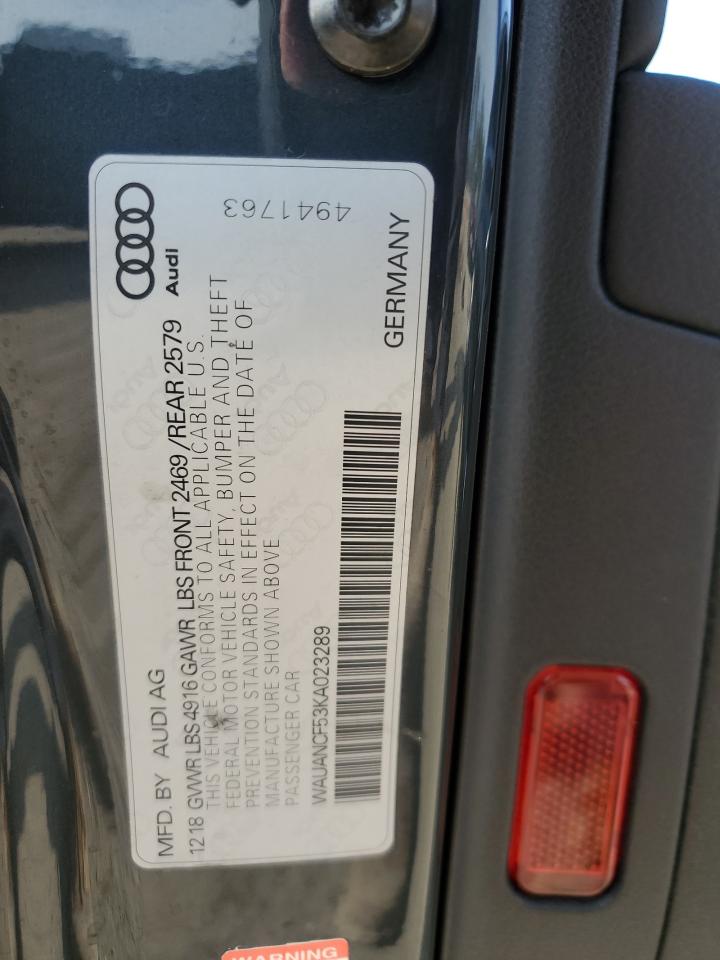 Audi
4941763
MFD. BY AUDI AG
12 18 GVWR LBS 4916 GAWR LBS FRONT 2469 /REAR 2579
THIS VEHICLE CONFORMS TO ALL APPLICABLE U.S.
FEDERAL MOTOR VEHICLE SAFETY, BUMPER AND THEFT
PREVENTION STANDARDS IN EFFECT ON THE DATE OF
MANUFACTURE SHOWN ABOVE
PASSENGER CAR
WAUANCF53KA023289
GERMANY
WARNING